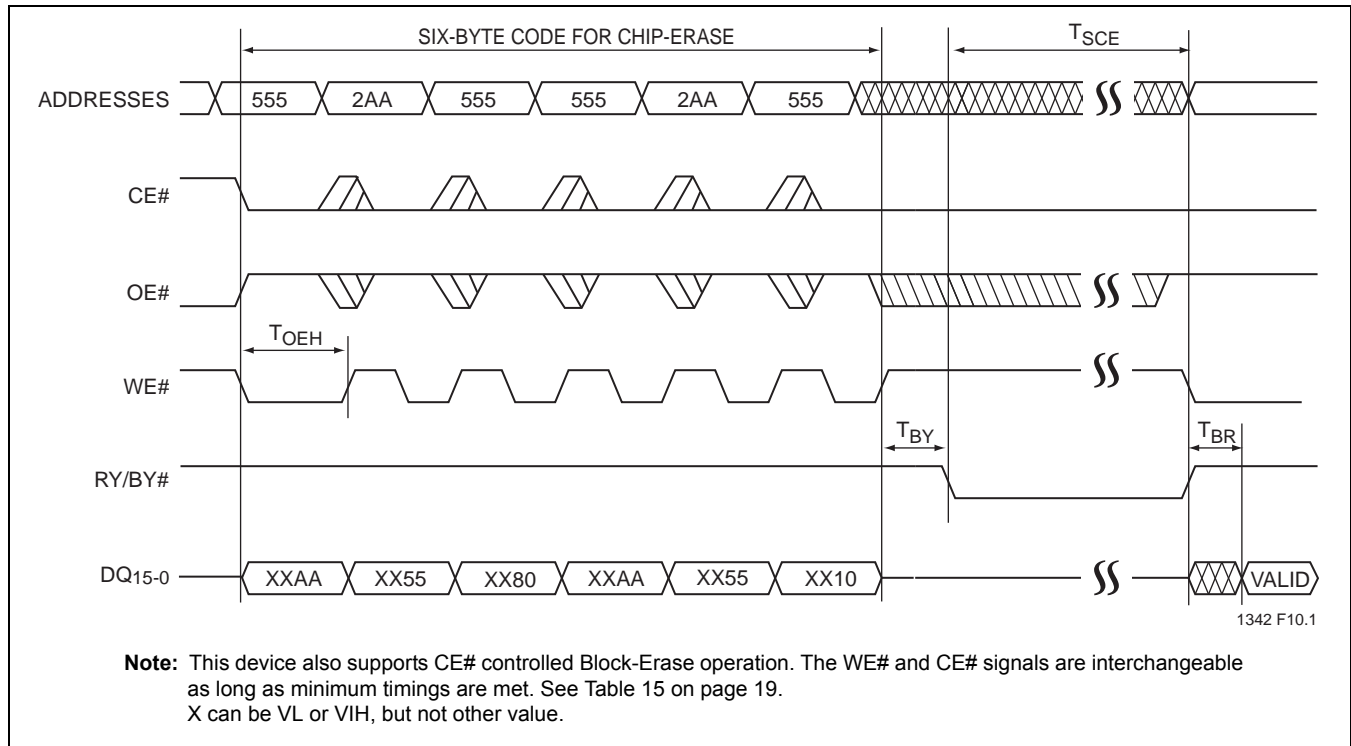 SIX-BYTE CODE FOR CHIP-ERASE
TSCE
ADDRESSES 555 2AA 555 555 2AA 555
CE#
OE#
TOEH
WE#
TBY TBR
RY/BY#
DQ15-0 XXAA XX55 XX80 XXAA XX55 XX10 VALID
1342 F10.1
Note: This device also supports CE# controlled Block-Erase operation. The WE# and CE# signals are interchangeable
as long as minimum timings are met. See Table 15 on page 19.
X can be VL or VIH, but not other value.